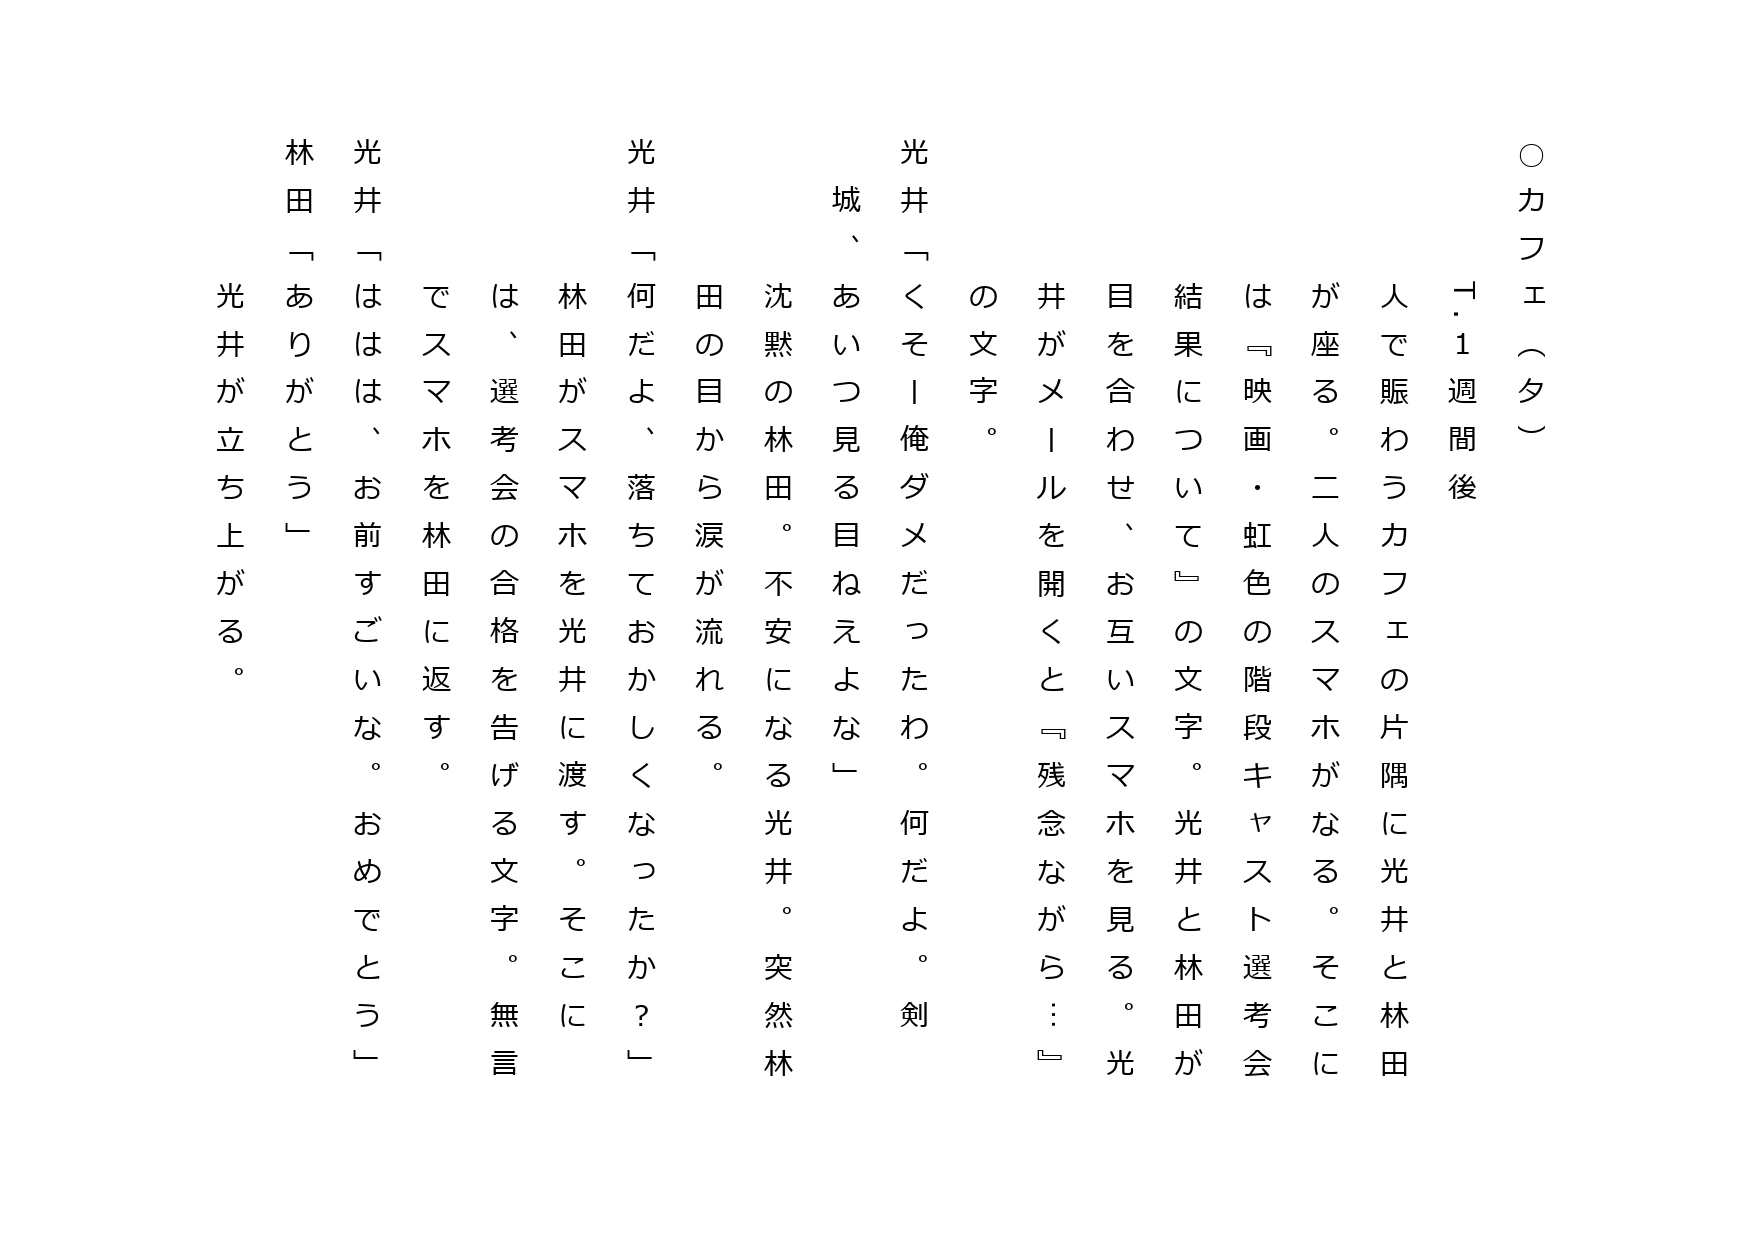 ○カフェ（夕）
T.1週間後
人で賑わうカフェの片隅に光井と林田
が座る。二人のスマホがなる。そこに
は『映画・虹色の階段キャスト選考会
結果について』の文字。光井と林田が
目を合わせ、お互いスマホを見る。光
井がメールを開くと『残念ながら…』
の文字。
光井「くそー俺ダメだったわ。何だよ。剣
城、あいつ見る目ねえよな」
沈黙の林田。不安になる光井。突然林
田の目から涙が流れる。
光井「何だよ、落ちておかしくなったか?」
林田がスマホを光井に渡す。そこに
は、選考会の合格を告げる文字。無言
でスマホを林田に返す。
光井「ははは、お前すごいな。おめでとう」
林田「ありがとう」
光井が立ち上がる。